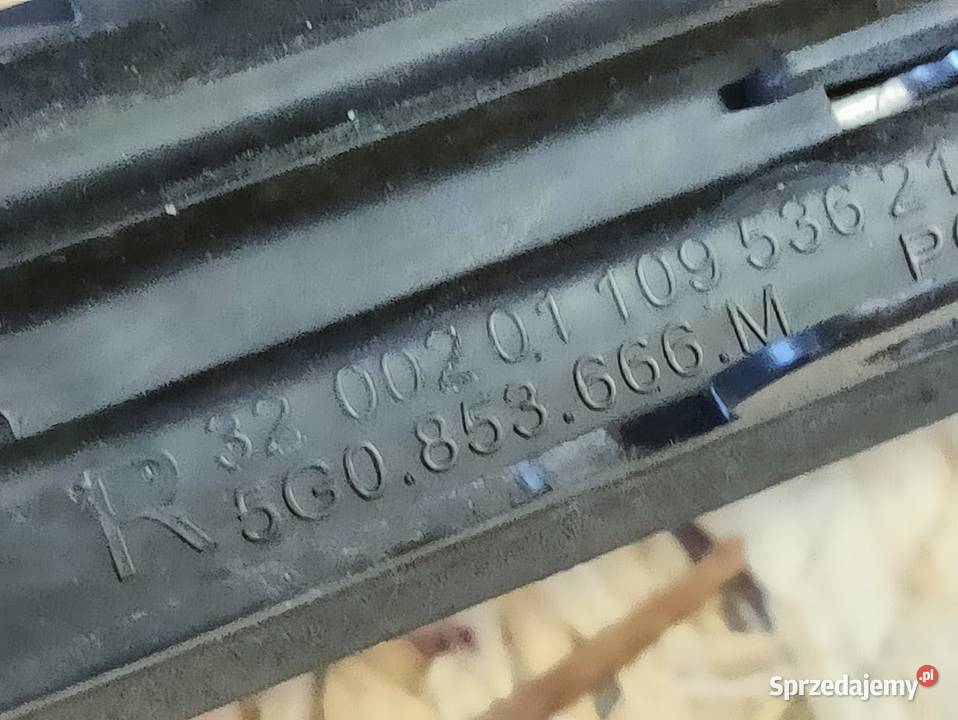 R
32 002 01 109 536 21
5G0.853.666.M
Sprzedajemy.pl